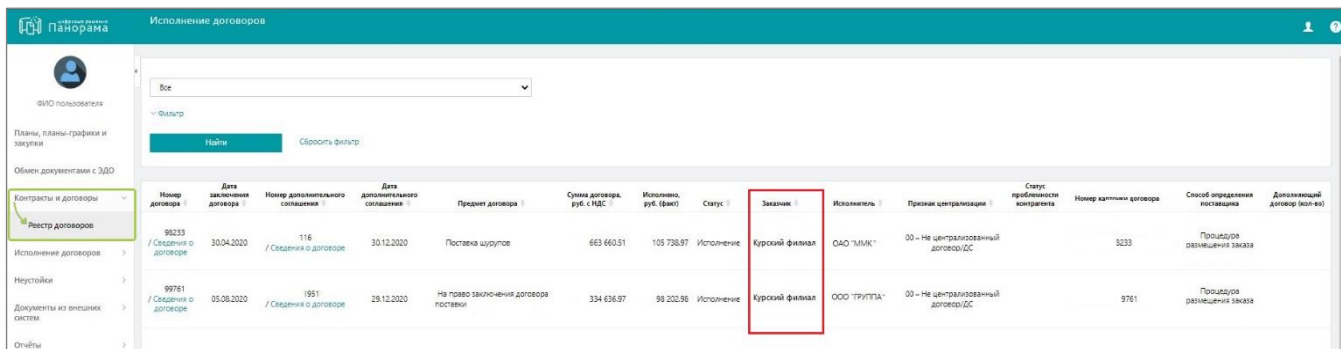 цифровые решения
Панорама
Исполнение договоров
Все
ФИО пользователя
Фильтр
Планы, планы-графики и
закупки
Найти
Сбросить фильтр
Обмен документами с ЭДО
Контракты и договоры
Реестр договоров
Исполнение договоров
Неустойки
Документы из внешних
систем
Отчёты
Номер
договора
Дата
заключения
договора
Номер дополнительного
соглашения
Дата
дополнительного
соглашения
Предмет договора
Сумма договора,
руб. с НДС
Исполнено,
руб. (факт)
Статус
Заказчик
Исполнитель
Признак централизации
Статус
проблемности
контрагента
Номер карточки договора
Способ определения
поставщика
Дополняющий
договор (кол-во)
98233
/ Сведения о
договоре
30.04.2020
116
/ Сведения о договоре
30.12.2020
Поставка шурупов
663 660.51
105 738.97
Исполнение
Курский филиал
ОАО "ММК"
00 – Не централизованный
договор/ДС
3233
Процедура
размещения заказа
99761
/ Сведения о
договоре
05.08.2020
1951
/ Сведения о договоре
29.12.2020
На право заключения договора
поставки
334 636.97
98 202.98
Исполнение
Курский филиал
ООО "ГРУППА"
00 – Не централизованный
договор/ДС
9761
Процедура
размещения заказа